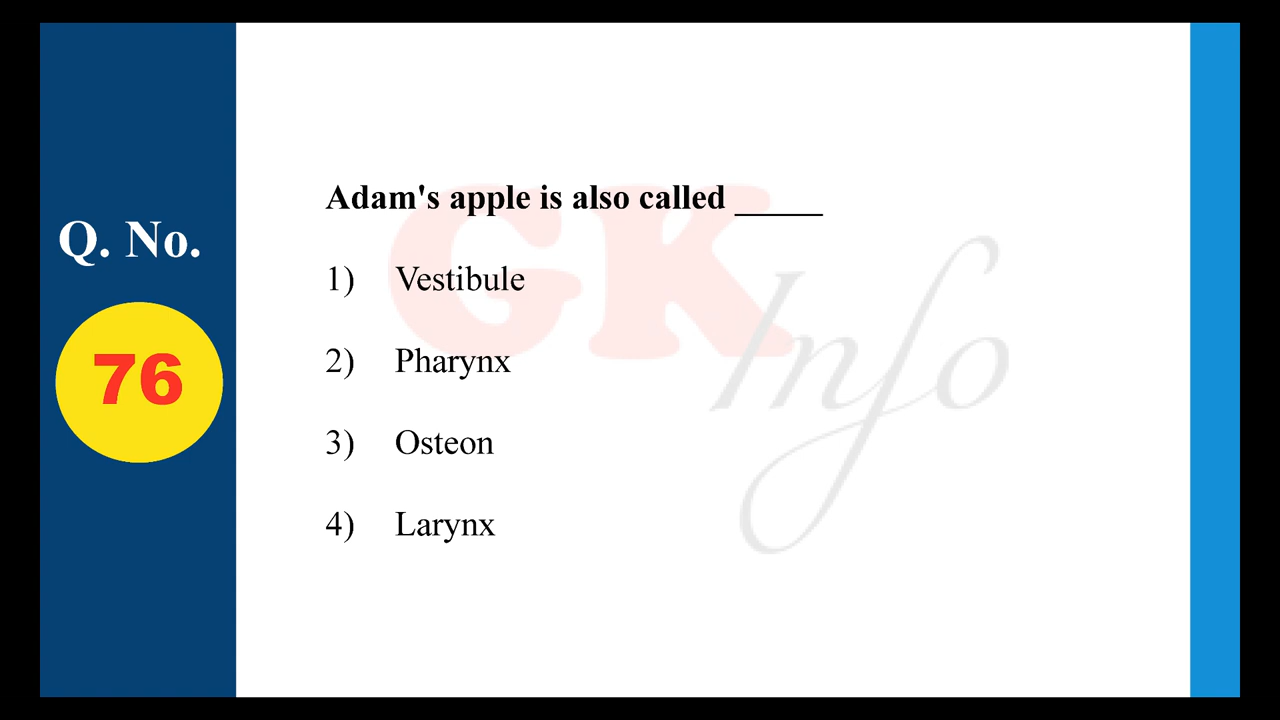 Q. No.
76
Adam's apple is also called _____
1) Vestibule
2) Pharynx
3) Osteon
4) Larynx
GK
Info